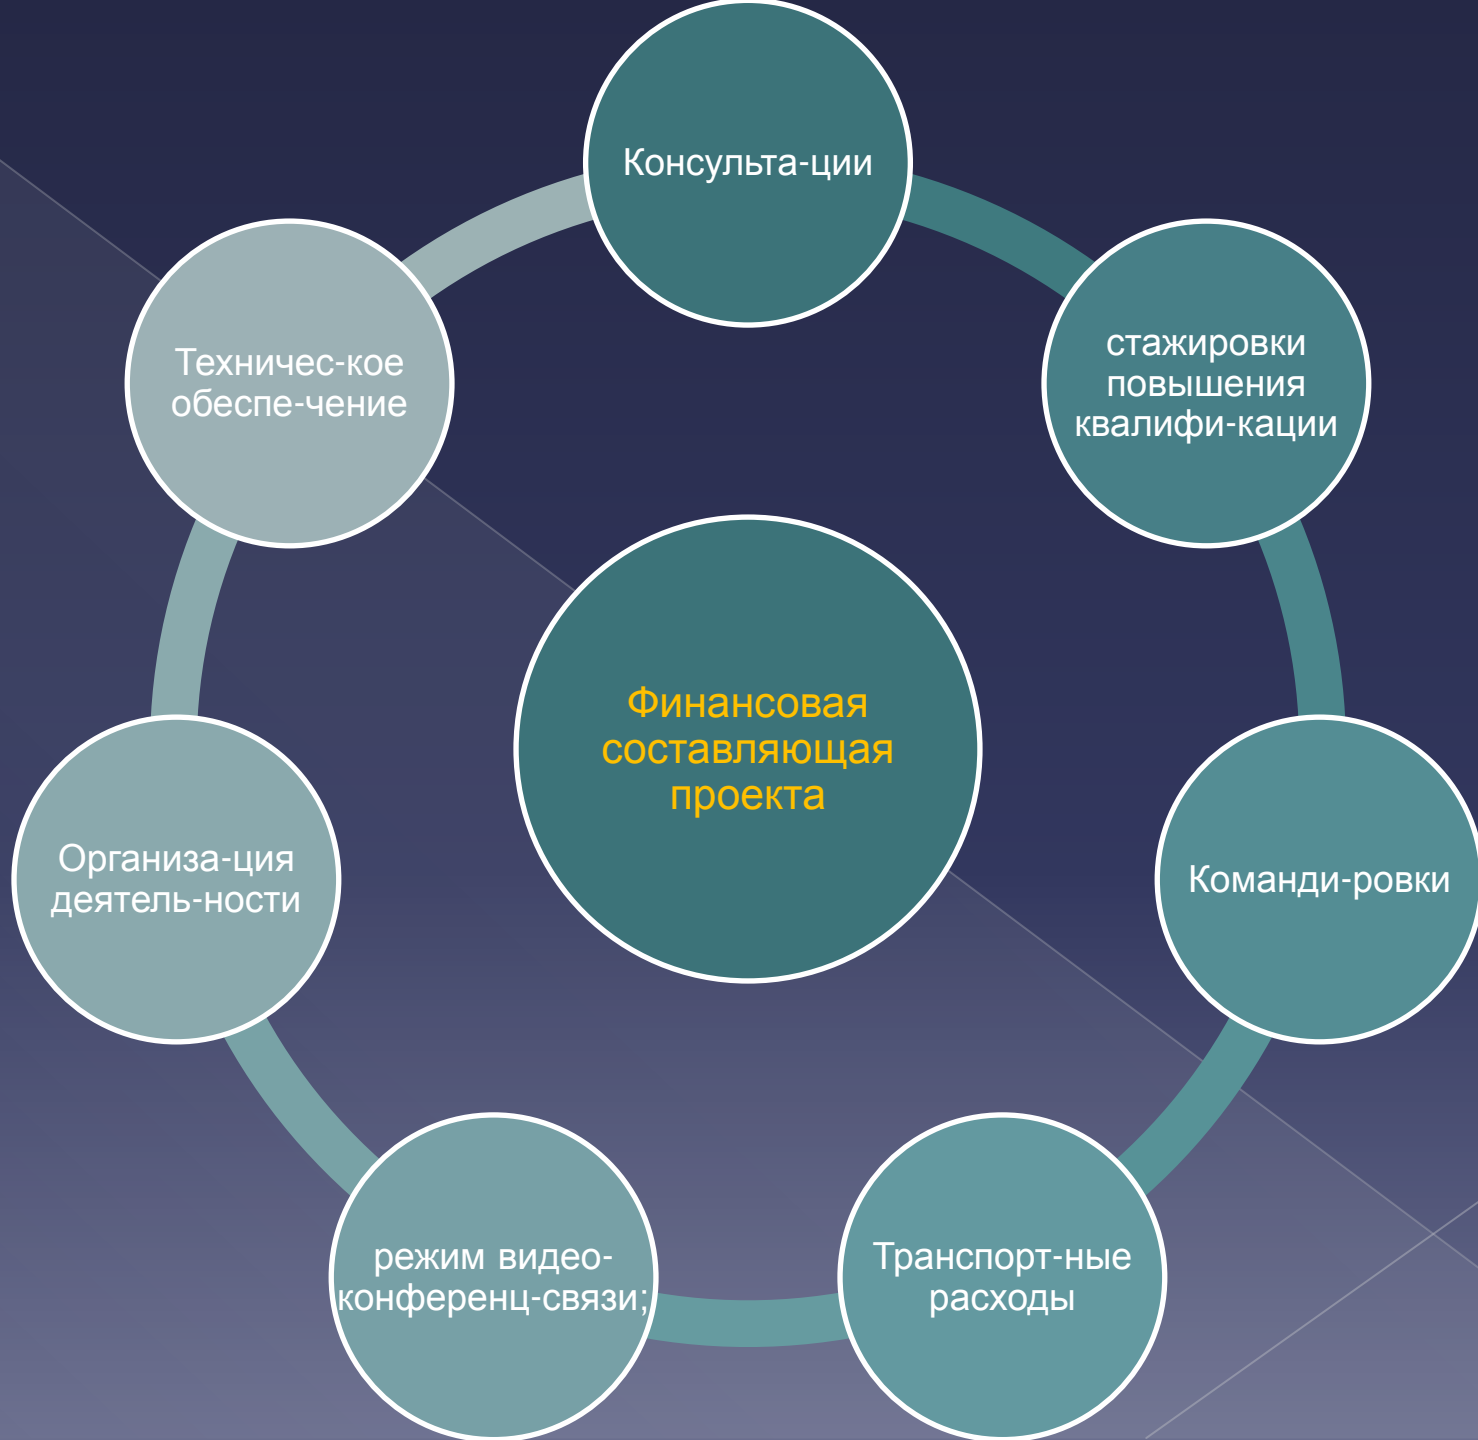 Консульта-ции
стажировки
повышения
квалифи-кации
Команди-ровки
Транспорт-ные
расходы
режим видео-
конференц-связи;
Организа-ция
деятель-ности
Техничес-кое
обеспе-чение
Финансовая
составляющая
проекта